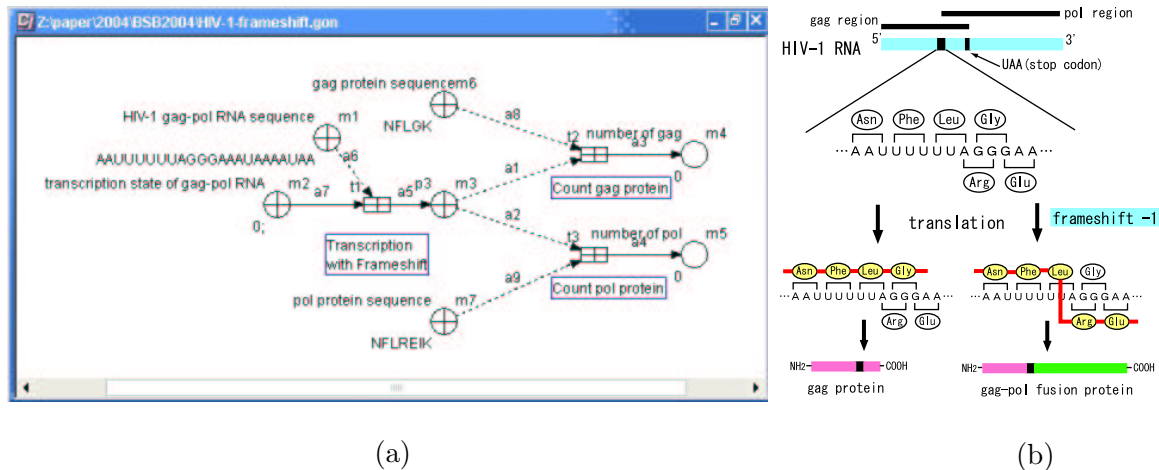 Z:\paper\2004\BSB2004\HIV-1-frameshift.gon
gag protein sequence m6
NFLGK
a8
HIV-1 gag-pol RNA sequence
m1
AAUUUUUUAGGGAAAUAAAAUAA
a6
transcription state of gag-pol RNA
m2
0;
a7
t1
a5
p3
m3
a1
a2
t2
number of gag
a3
m4
0
Count gag protein
Transcription
with Frameshift
t3
number of pol
a4
m5
0
Count pol protein
pol protein sequence
m7
a9
NFLREIK
(a)
gag region
pol region
5'
3'
HIV-1 RNA
UAA(stop codon)
Asn Phe Leu Gly
···AAUUUUUUAGGGAA···
Arg Glu
translation
frameshift -1
Asn Phe Leu Gly
···AAUUUUUUAGGGAA···
Arg Glu
Asn Phe Leu Gly
···AAUUUUUUAGGGAA···
Arg Glu
NH2 COOH
gag protein
NH2 COOH
gag-pol fusion protein
(b)